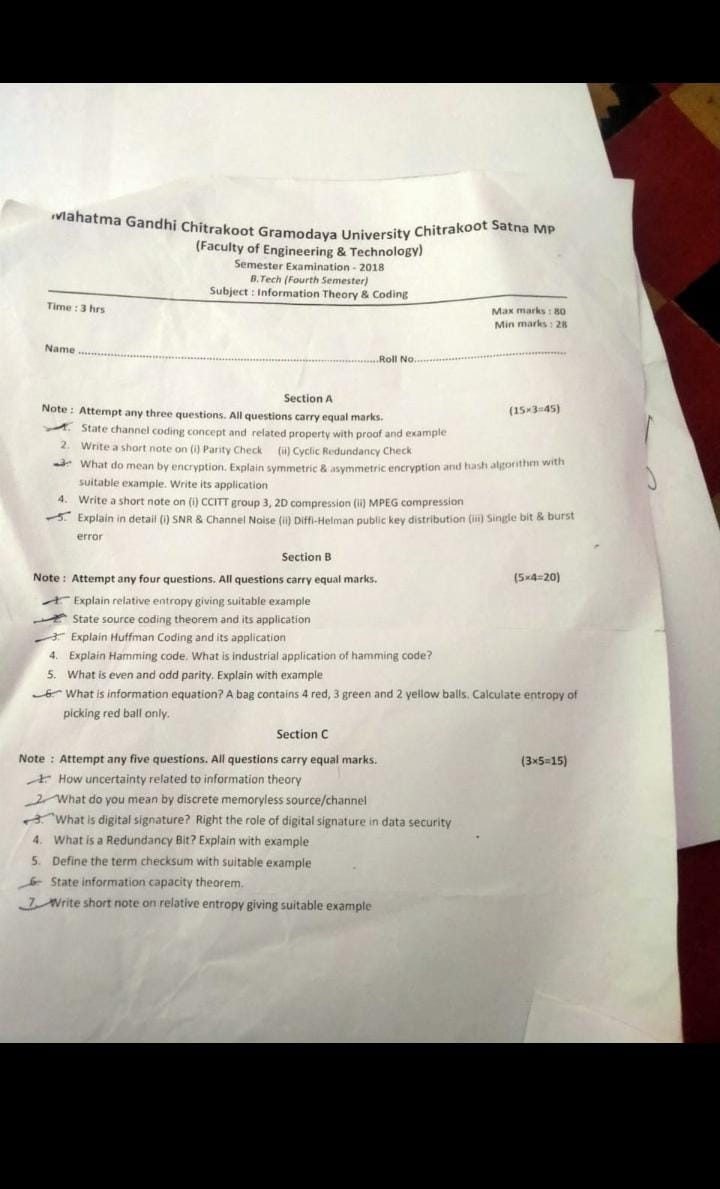 Mahatma Gandhi Chitrakoot Gramodaya University Chitrakoot Satna MP
(Faculty of Engineering & Technology)
Semester Examination - 2018
B.Tech (Fourth Semester)
Subject : Information Theory & Coding
Time : 3 hrs
Max marks : 80
Min marks : 28
Name ........................................Roll No........................................
Section A
Note : Attempt any three questions. All questions carry equal marks. (15×3=45)
1. State channel coding concept and related property with proof and example
2. Write a short note on (i) Parity Check (ii) Cyclic Redundancy Check
3. What do mean by encryption. Explain symmetric & asymmetric encryption and hash algorithm with
suitable example. Write its application
4. Write a short note on (i) CCITT group 3, 2D compression (ii) MPEG compression
5. Explain in detail (i) SNR & Channel Noise (ii) Diffi-Helman public key distribution (iii) Single bit & burst
error
Section B
Note : Attempt any four questions. All questions carry equal marks. (5×4=20)
1. Explain relative entropy giving suitable example
2. State source coding theorem and its application
3. Explain Huffman Coding and its application
4. Explain Hamming code. What is industrial application of hamming code?
5. What is even and odd parity. Explain with example
6. What is information equation? A bag contains 4 red, 3 green and 2 yellow balls. Calculate entropy of
picking red ball only.
Section C
Note : Attempt any five questions. All questions carry equal marks. (3×5=15)
1. How uncertainty related to information theory
2. What do you mean by discrete memoryless source/channel
3. What is digital signature? Right the role of digital signature in data security
4. What is a Redundancy Bit? Explain with example
5. Define the term checksum with suitable example
6. State information capacity theorem.
7. Write short note on relative entropy giving suitable example